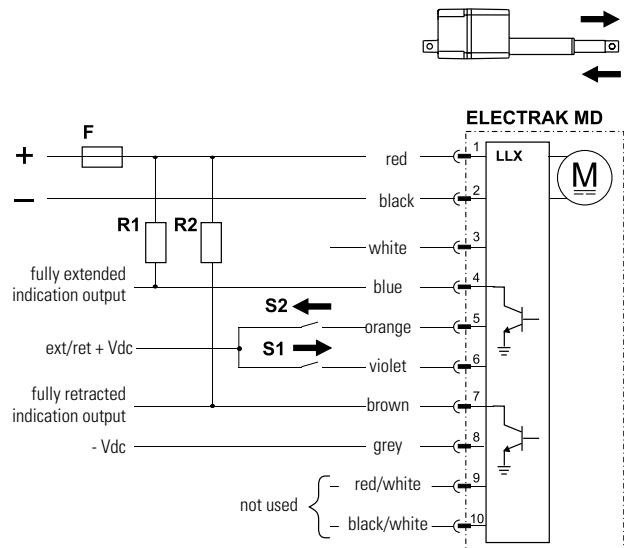 ELECTRAK MD
F
+
red
1
LLX
M
–
black
2
R1
R2
white
3
fully extended
indication output
blue
4
S2
orange
5
ext/ret + Vdc
S1
violet
6
fully retracted
indication output
brown
7
- Vdc
grey
8
not used
red/white
9
black/white
10